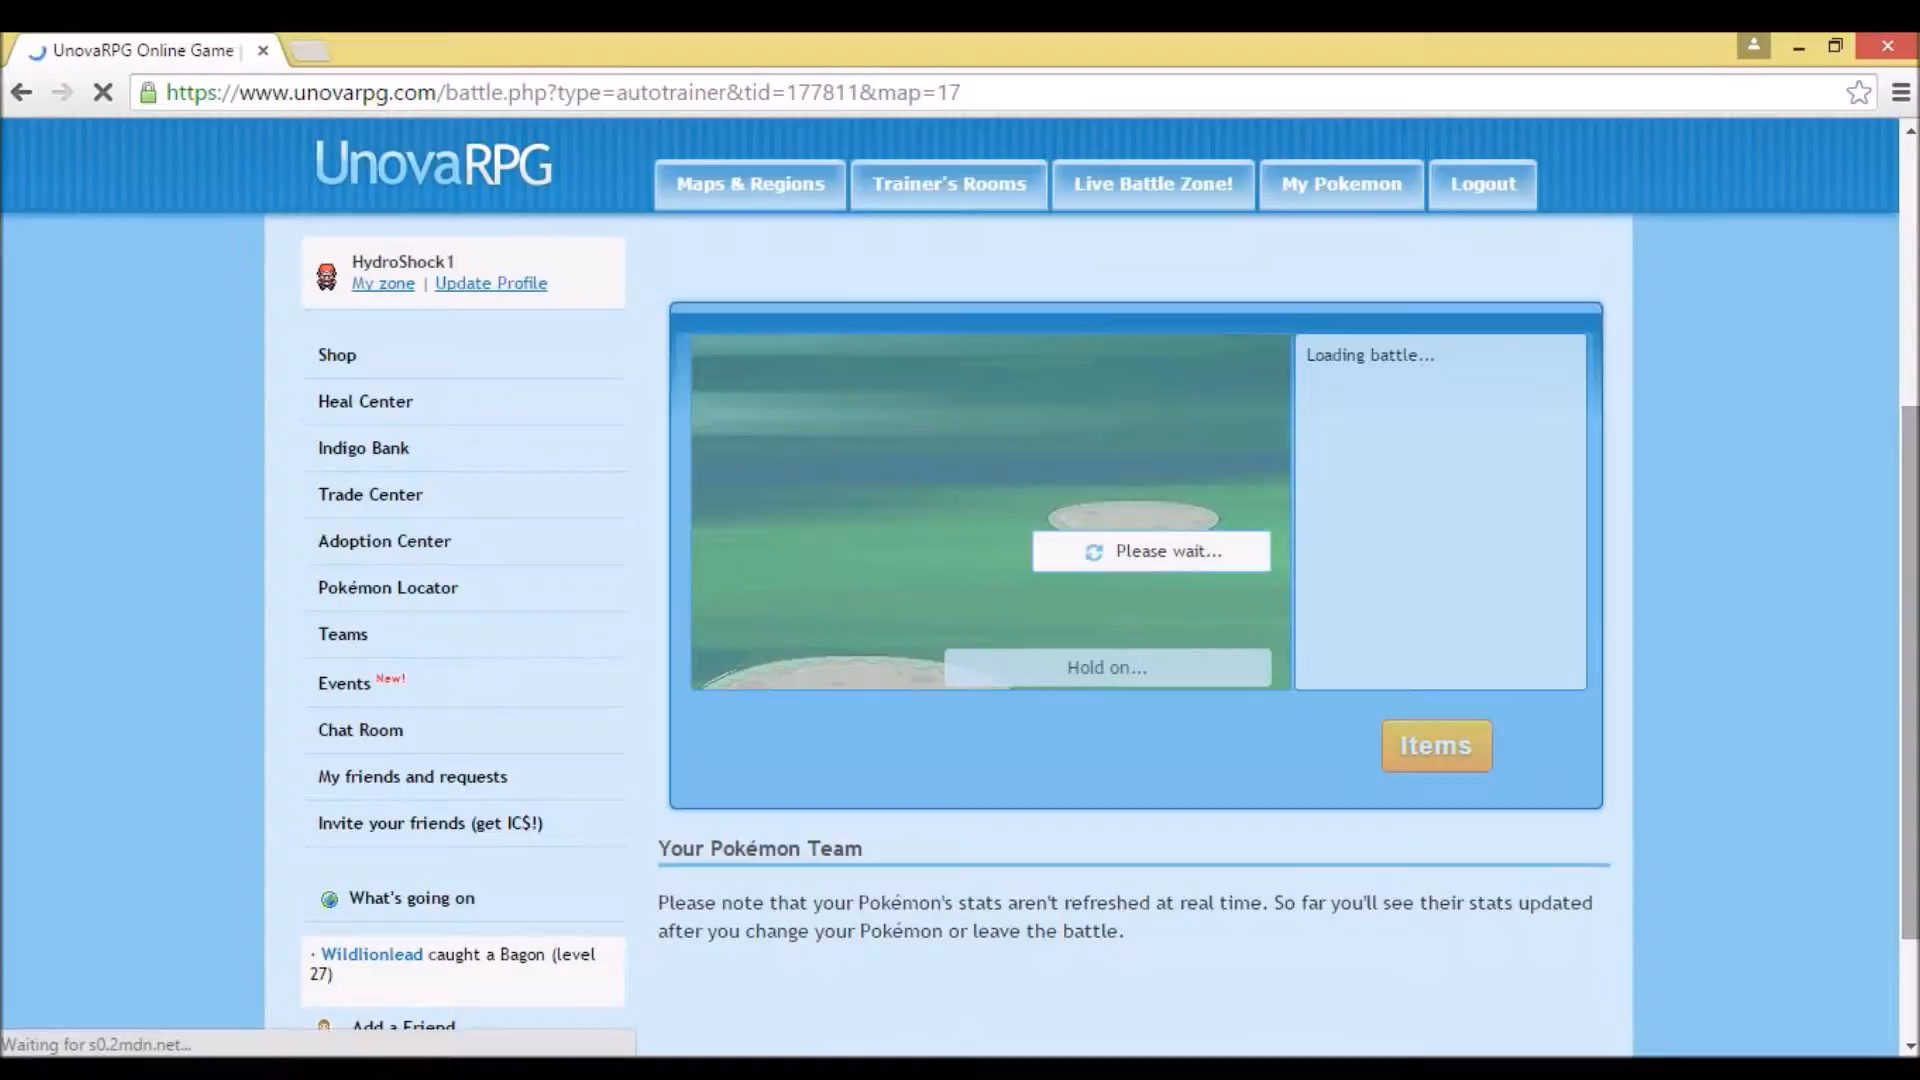 UnovaRPG Online Game
https://www.unovarpg.com/battle.php?type=autotrainer&tid=177811&map=17
UnovaRPG
Maps & Regions
Trainer's Rooms
Live Battle Zone!
My Pokemon
Logout
HydroShock1
My zone | Update Profile
Shop
Heal Center
Indigo Bank
Trade Center
Adoption Center
Pokémon Locator
Teams
Events New!
Chat Room
My friends and requests
Invite your friends (get IC$!)
What's going on
· Wildlionlead caught a Bagon (level
27)
Add a Friend
Loading battle...
Please wait...
Hold on...
Items
Your Pokémon Team
Please note that your Pokémon's stats aren't refreshed at real time. So far you'll see their stats updated
after you change your Pokémon or leave the battle.
Waiting for s0.2mdn.net...